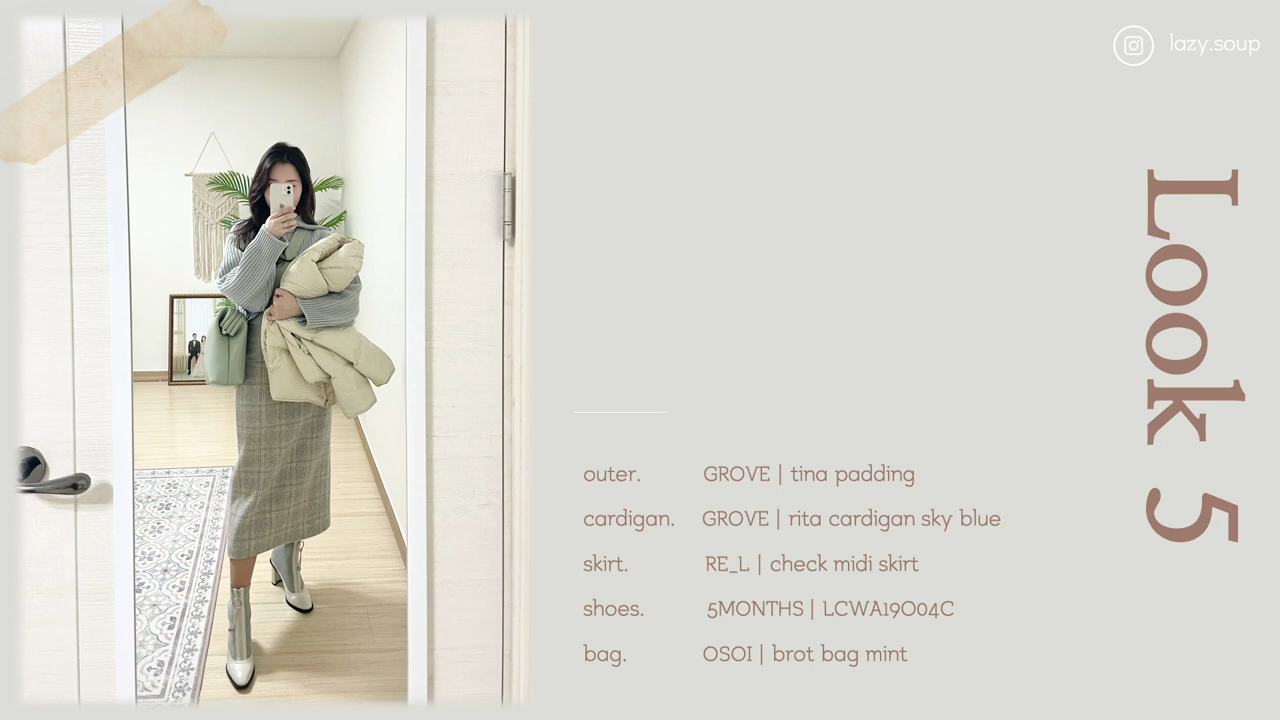 lazy.soup
Look 5
outer. GROVE | tina padding
cardigan. GROVE | rita cardigan sky blue
skirt. RE_L | check midi skirt
shoes. 5MONTHS | LCWA19O04C
bag. OSOI | brot bag mint